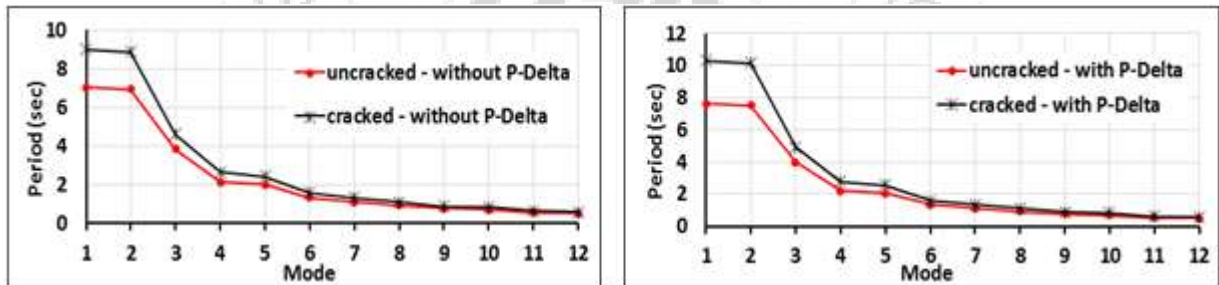 10
8
6
4
2
0
Period (sec)
uncracked - without P-Delta
cracked - without P-Delta
1 2 3 4 5 6 7 8 9 10 11 12
Mode
12
10
8
6
4
2
0
Period (sec)
uncracked - with P-Delta
cracked - with P-Delta
1 2 3 4 5 6 7 8 9 10 11 12
Mode